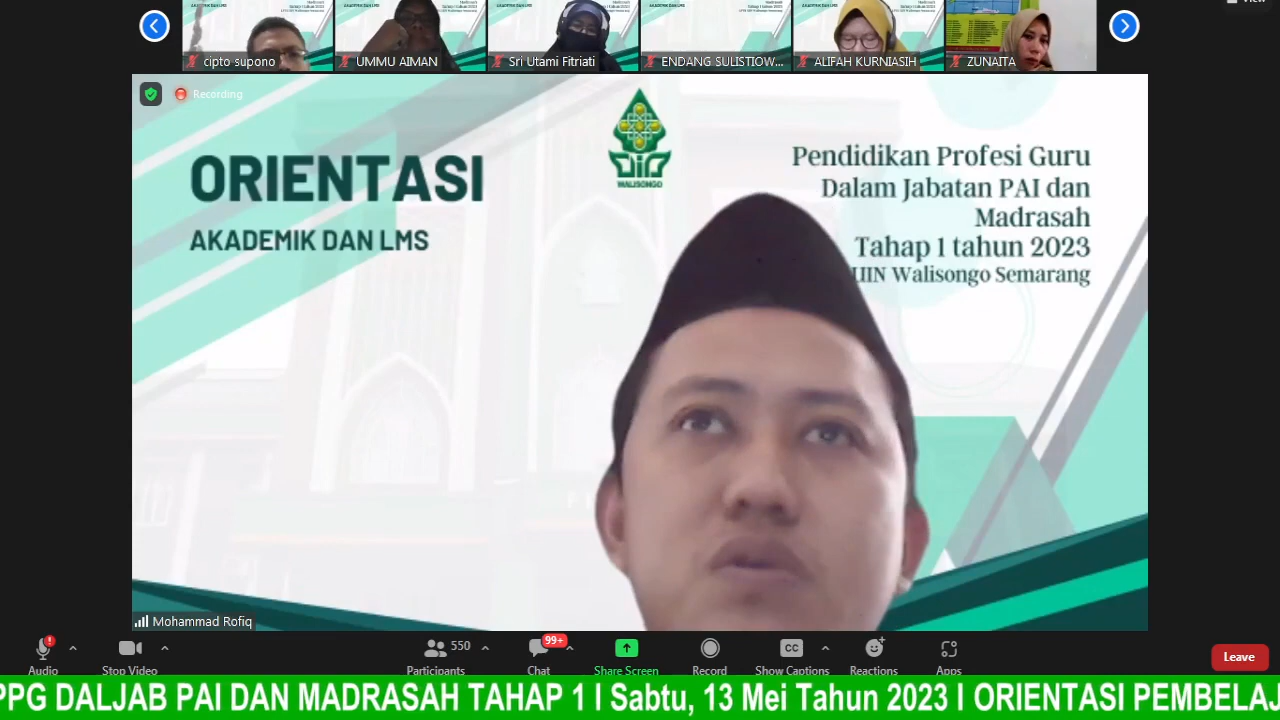 View
cipto subono
UMMU AIMAN
Sri Utami Fitriati
ENDANG SULISTIOW...
ALIFAH KURNIASIH
ZUNAITA
Recording
ORIENTASI
AKADEMIK DAN LMS
WALISONGO
Pendidikan Profesi Guru
Dalam Jabatan PAI dan
Madrasah
Tahap 1 tahun 2023
UIN Walisongo Semarang
Mohammad Rofiq
Audio
Stop Video
550
Participants
99+
Chat
Share Screen
Record
CC
Show Captions
Reactions
Apps
Leave
PPG DALJAB PAI DAN MADRASAH TAHAP 1 I Sabtu, 13 Mei Tahun 2023 I ORIENTASI PEMBELAJ